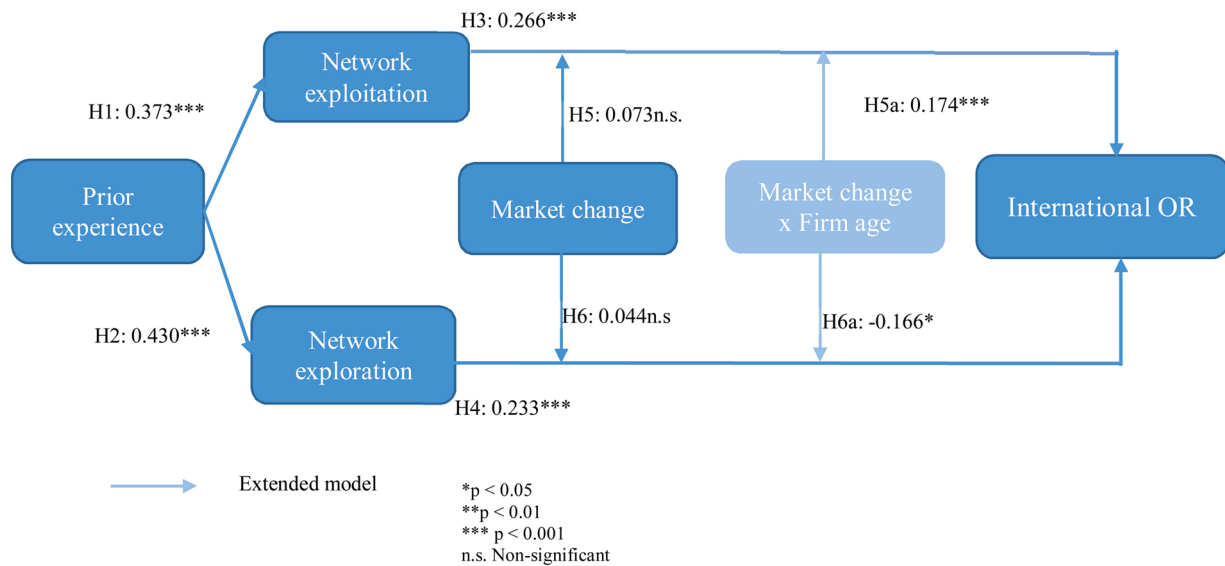 H3: 0.266***
Network
exploitation
H1: 0.373***
H5: 0.073n.s.
H5a: 0.174***
Prior
experience
Market change
Market change
x Firm age
International OR
H2: 0.430***
H6: 0.044n.s
H6a: -0.166*
Network
exploration
H4: 0.233***
Extended model
*p < 0.05
**p < 0.01
*** p < 0.001
n.s. Non-significant